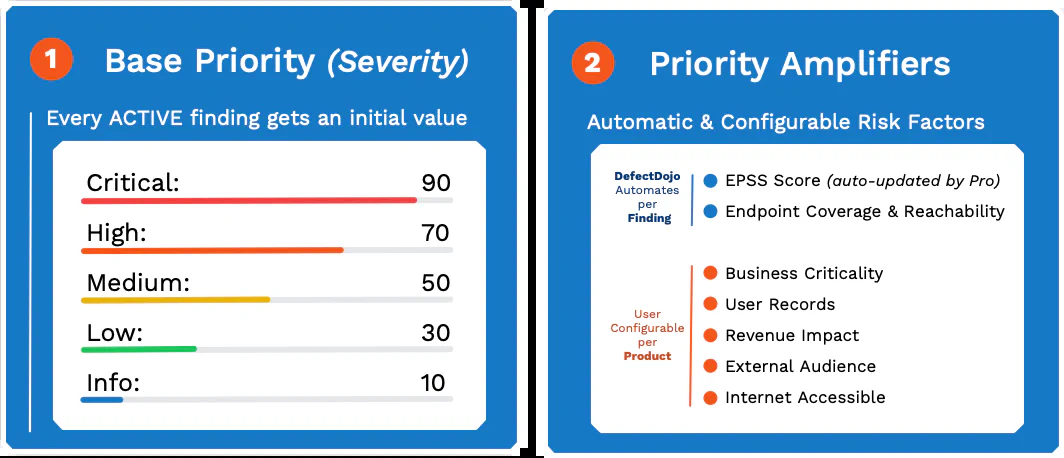 1 Base Priority (Severity)
Every ACTIVE finding gets an initial value
Critical: 90
High: 70
Medium: 50
Low: 30
Info: 10
2 Priority Amplifiers
Automatic & Configurable Risk Factors
DefectDojo
Automates
per
Finding
EPSS Score (auto-updated by Pro)
Endpoint Coverage & Reachability
User
Configurable
per
Product
Business Criticality
User Records
Revenue Impact
External Audience
Internet Accessible